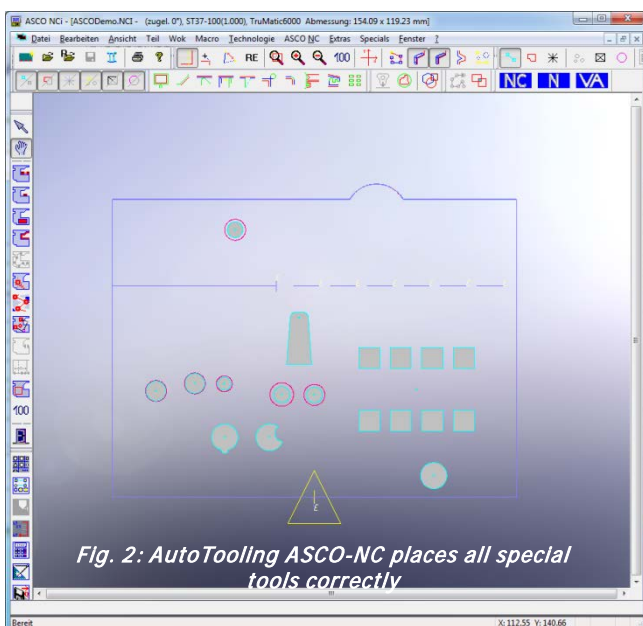 ASCO NCi - [ASCODemo.NCI - (zugel. 0°), ST37-100(1.000), TruMatic6000 Abmessung: 154.09 x 119.23 mm]
Datei Bearbeiten Ansicht Teil Wok Macro Technologie ASCO NC Extras Specials Fenster ?
RE 100
NC N VA
100
E
Fig. 2: AutoTooling ASCO-NC places all special
tools correctly
Bereit X: 112.55 Y: 140.66